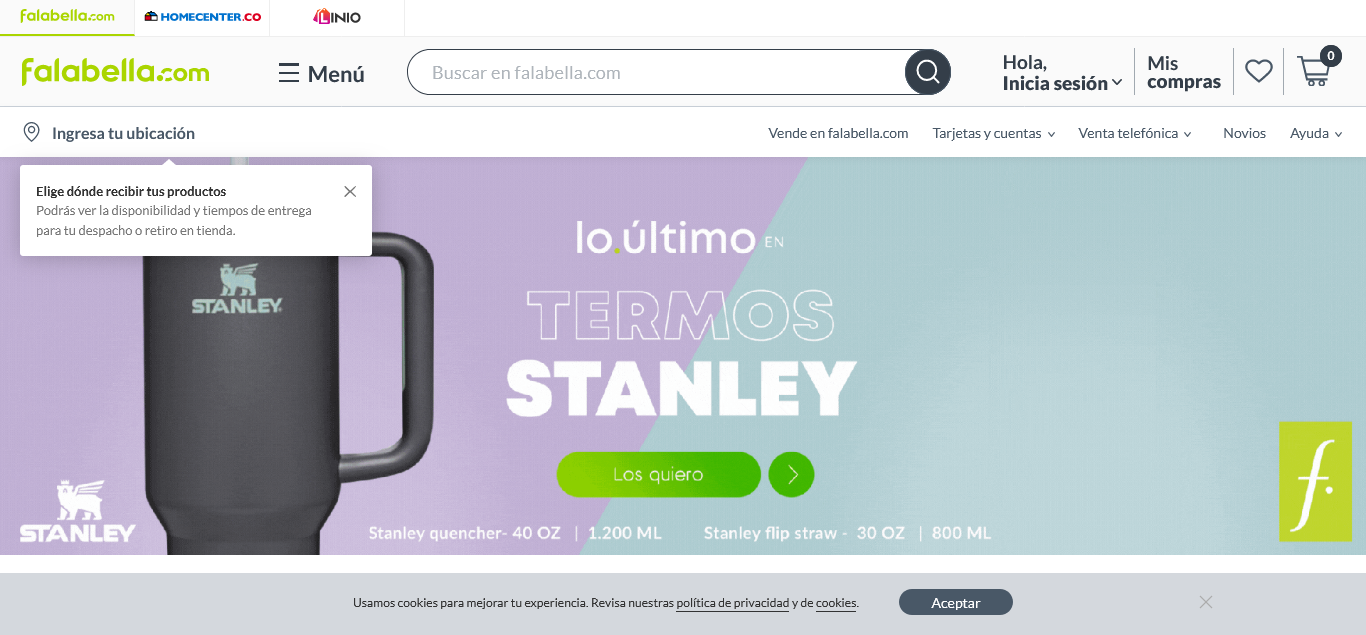 falabella.com
HOMECENTER.CO
LINIO
falabella.com
Menú
Buscar en falabella.com
Hola,
Inicia sesión
Mis
compras
0
Ingresa tu ubicación
Vende en falabella.com
Tarjetas y cuentas
Venta telefónica
Novios
Ayuda
Elige dónde recibir tus productos
Podrás ver la disponibilidad y tiempos de entrega
para tu despacho o retiro en tienda.
STANLEY
lo.último EN
TERMOS
STANLEY
Los quiero
f.
STANLEY
Stanley quencher- 40 OZ | 1.200 ML
Stanley flip straw - 30 OZ | 800 ML
Usamos cookies para mejorar tu experiencia. Revisa nuestras política de privacidad y de cookies.
Aceptar